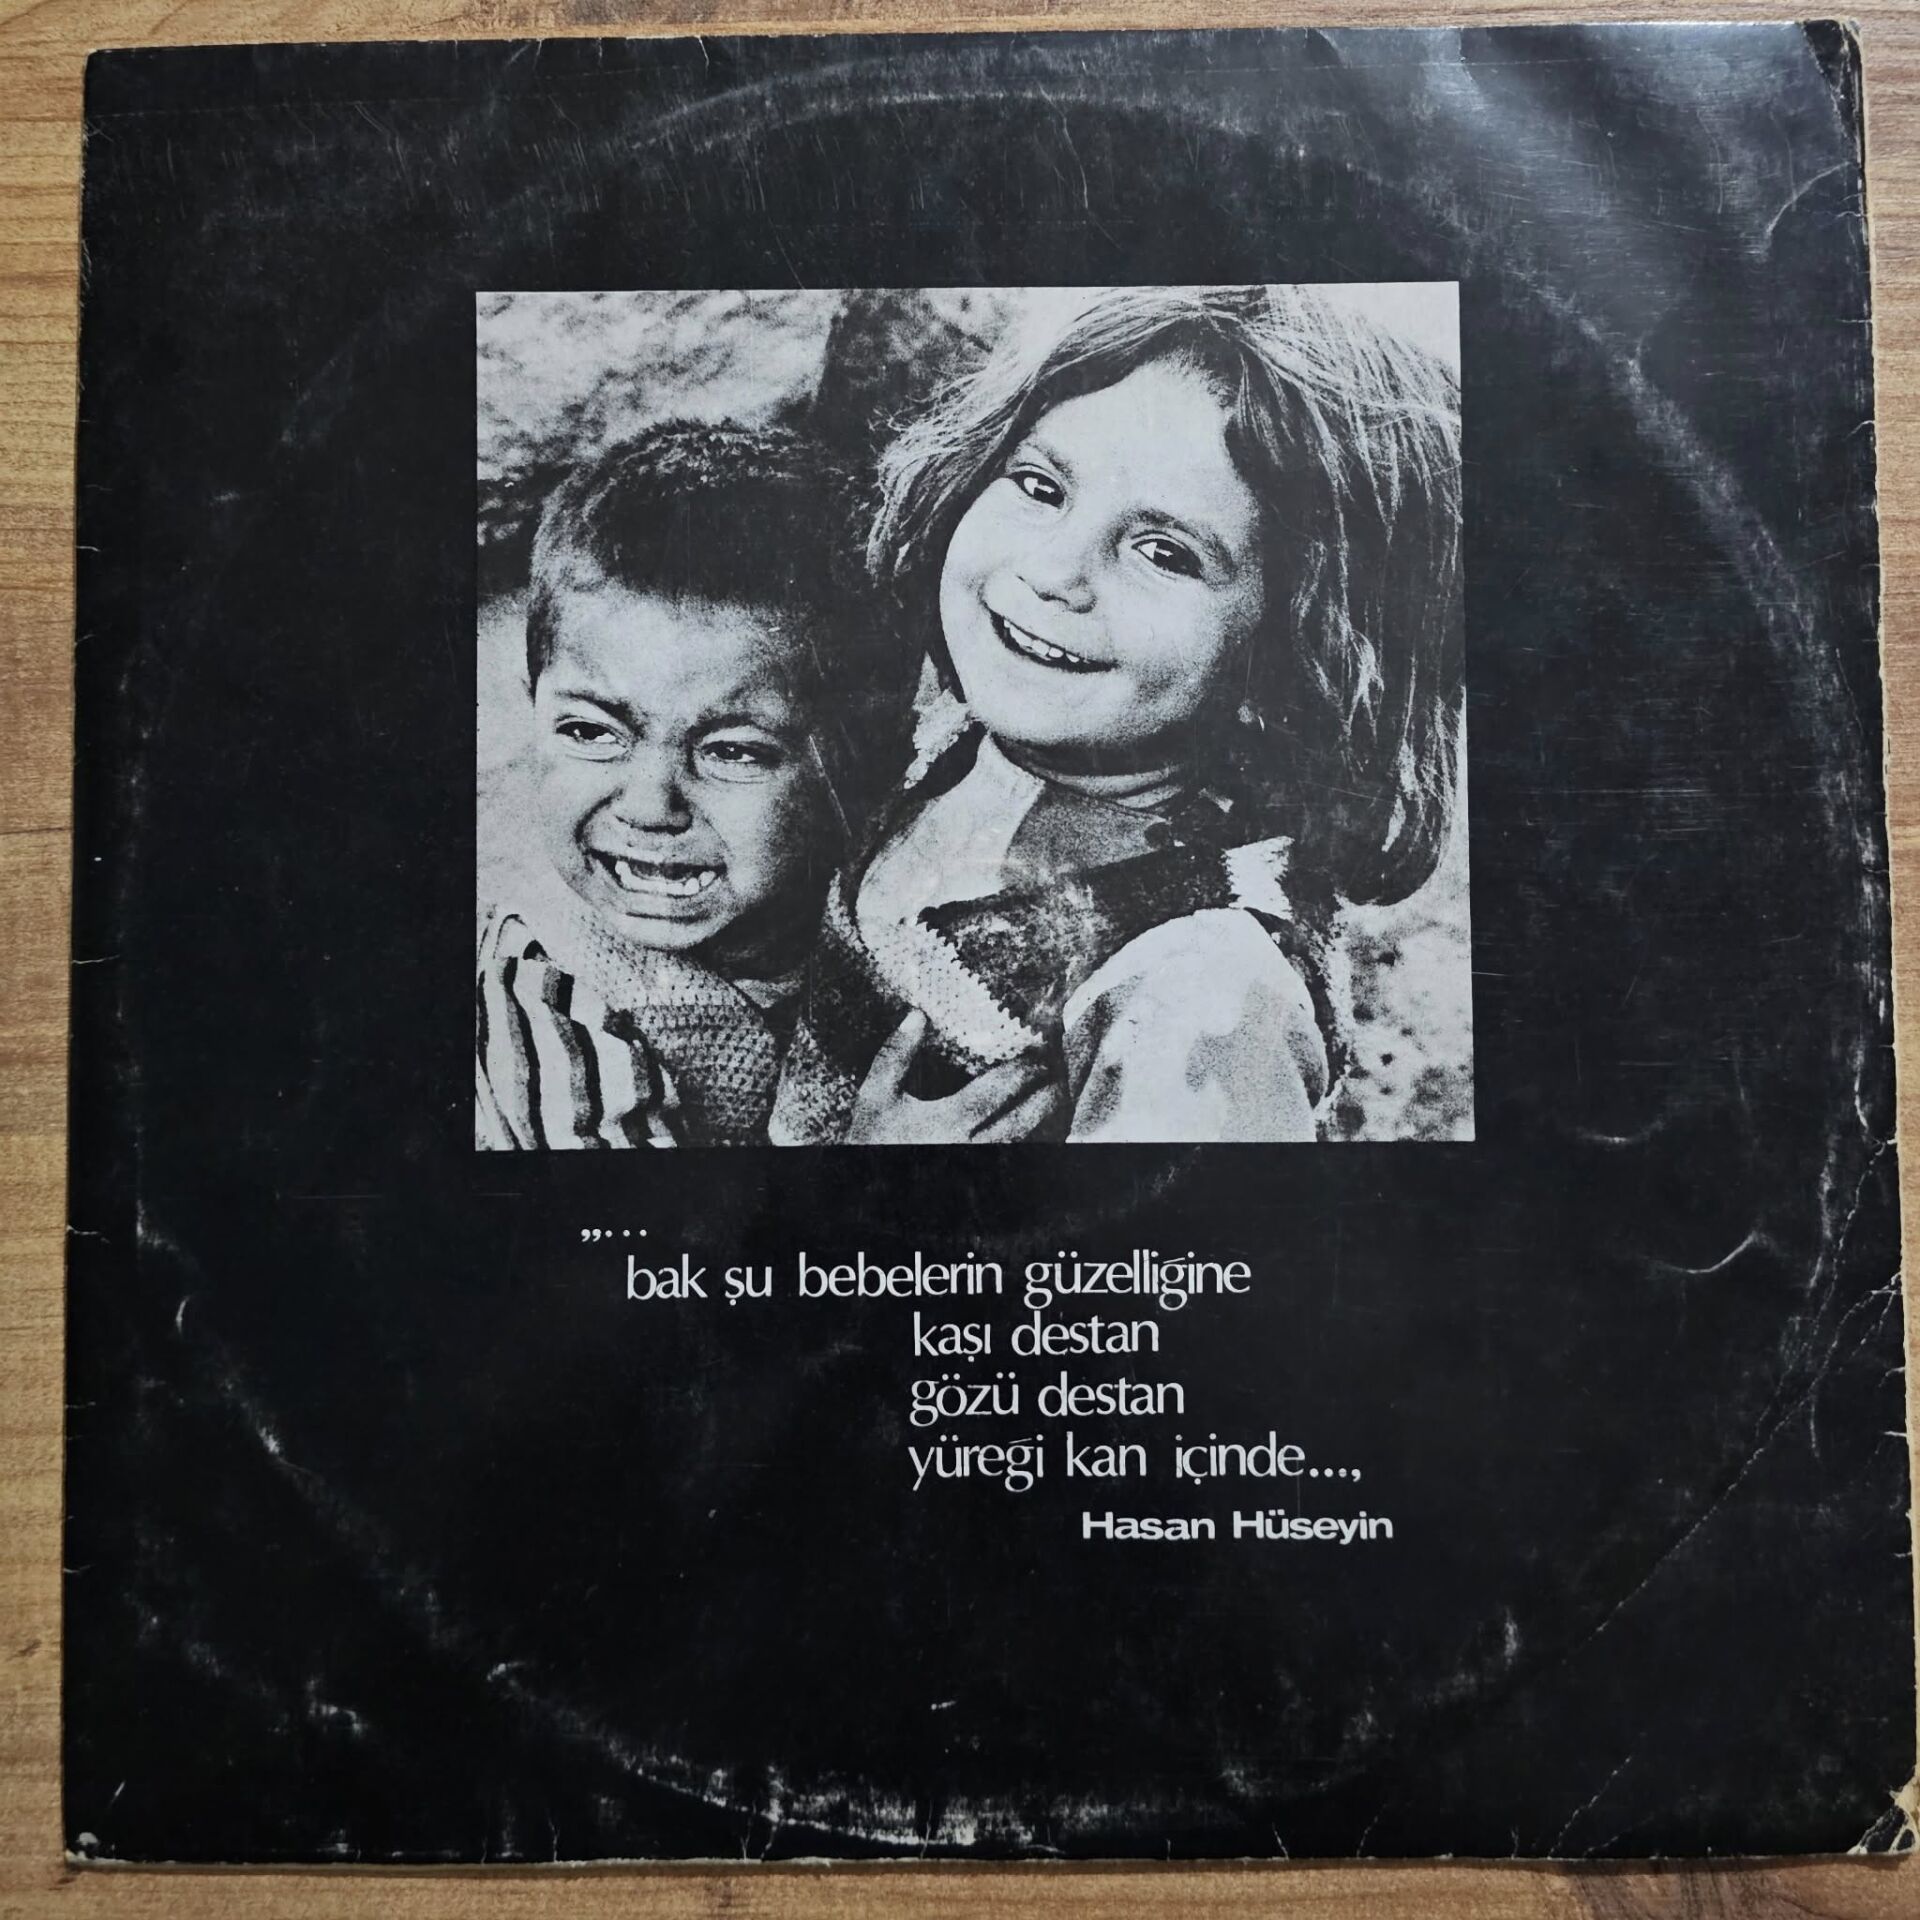 „...
bak şu bebelerin güzelliğine
kaşı destan
gözü destan
yüreği kan içinde...,
Hasan Hüseyin